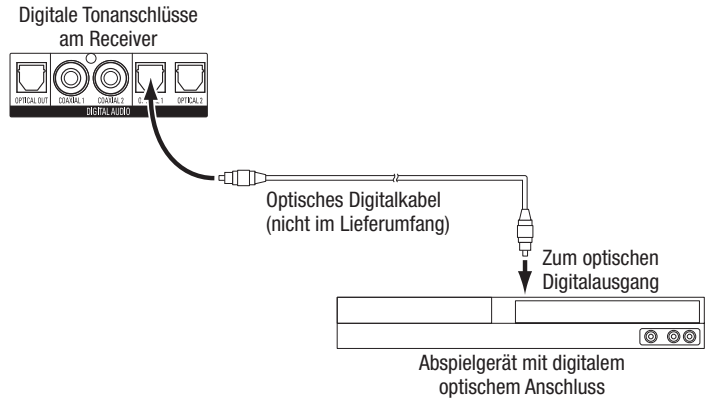 Digitale Tonanschlüsse
am Receiver
OPTICAL OUT COAXIAL 1 COAXIAL 2 1 OPTICAL 2
DIGITAL AUDIO
Optisches Digitalkabel
(nicht im Lieferumfang)
Zum optischen
Digitalausgang
Abspielgerät mit digitalem
optischem Anschluss